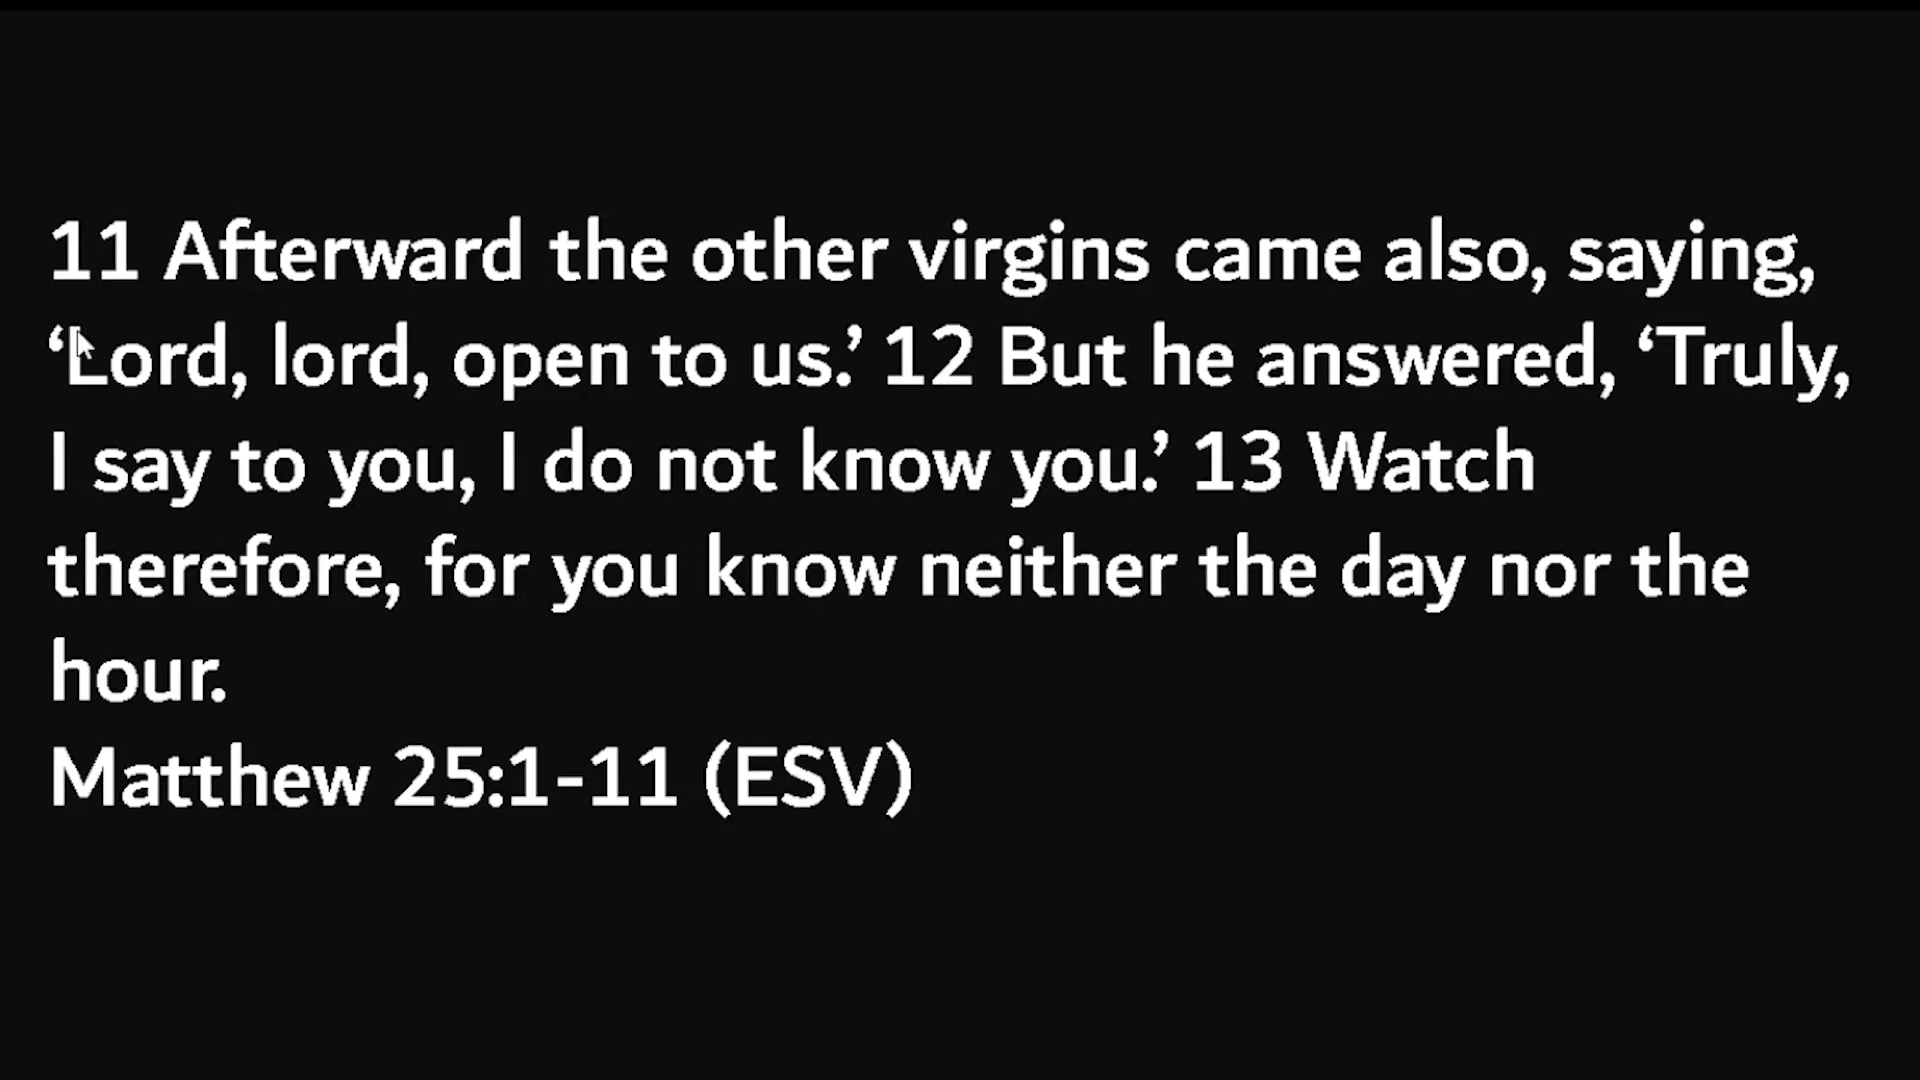 11 Afterward the other virgins came also, saying,
‘Lord, lord, open to us.’ 12 But he answered, ‘Truly,
I say to you, I do not know you.’ 13 Watch
therefore, for you know neither the day nor the
hour.
Matthew 25:1-11 (ESV)